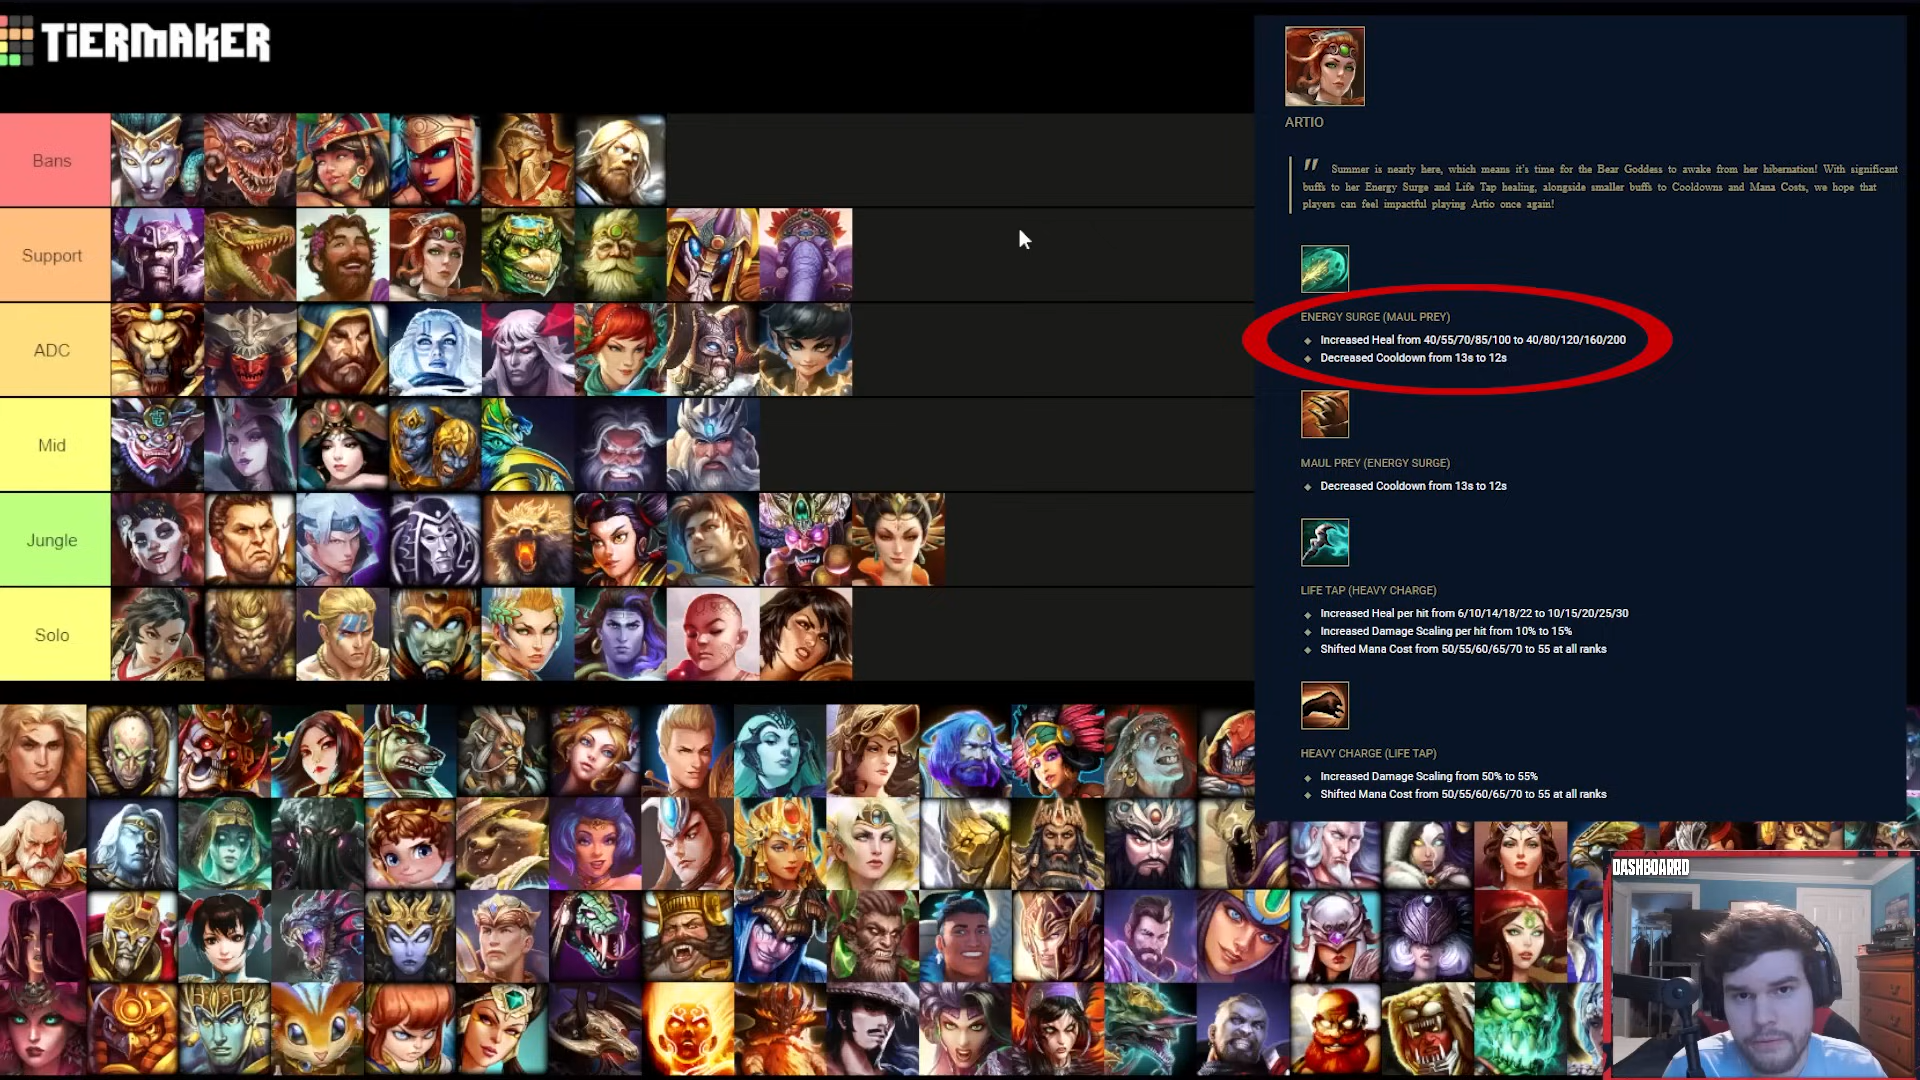 TiERMAKER
Bans
Support
ADC
Mid
Jungle
Solo
ARTIO
" Summer is nearly here, which means it's time for the Bear Goddess to awake from her hibernation! With significant
buffs to her Energy Surge and Life Tap healing, alongside smaller buffs to Cooldowns and Mana Costs, we hope that
players can feel impactful playing Artio once again!
ENERGY SURGE (MAUL PREY)
Increased Heal from 40/55/70/85/100 to 40/80/120/160/200
Decreased Cooldown from 13s to 12s
MAUL PREY (ENERGY SURGE)
Decreased Cooldown from 13s to 12s
LIFE TAP (HEAVY CHARGE)
Increased Heal per hit from 6/10/14/18/22 to 10/15/20/25/30
Increased Damage Scaling per hit from 10% to 15%
Shifted Mana Cost from 50/55/60/65/70 to 55 at all ranks
HEAVY CHARGE (LIFE TAP)
Increased Damage Scaling from 50% to 55%
Shifted Mana Cost from 50/55/60/65/70 to 55 at all ranks
DASHBOARRD